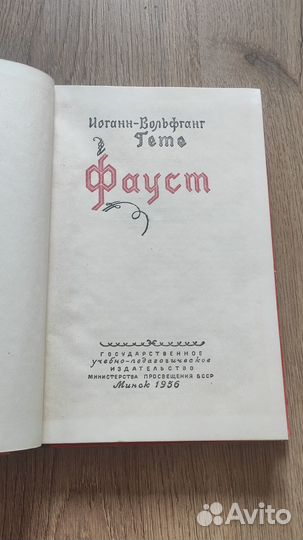 Иоганн-Вольфганг
Гете
Фауст
ГОСУДАРСТВЕННОЕ
учебно-педагогическое
ИЗДАТЕЛЬСТВО
МИНИСТЕРСТВА ПРОСВЕЩЕНИЯ БССР
Минск 1956
Avito